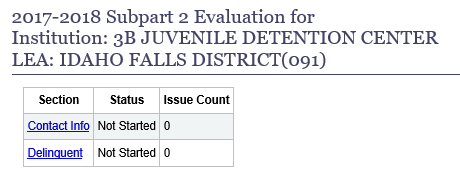 2017-2018 Subpart 2 Evaluation for
Institution: 3B JUVENILE DETENTION CENTER
LEA: IDAHO FALLS DISTRICT(091)
Section Status Issue Count
Contact Info Not Started 0
Delinquent Not Started 0